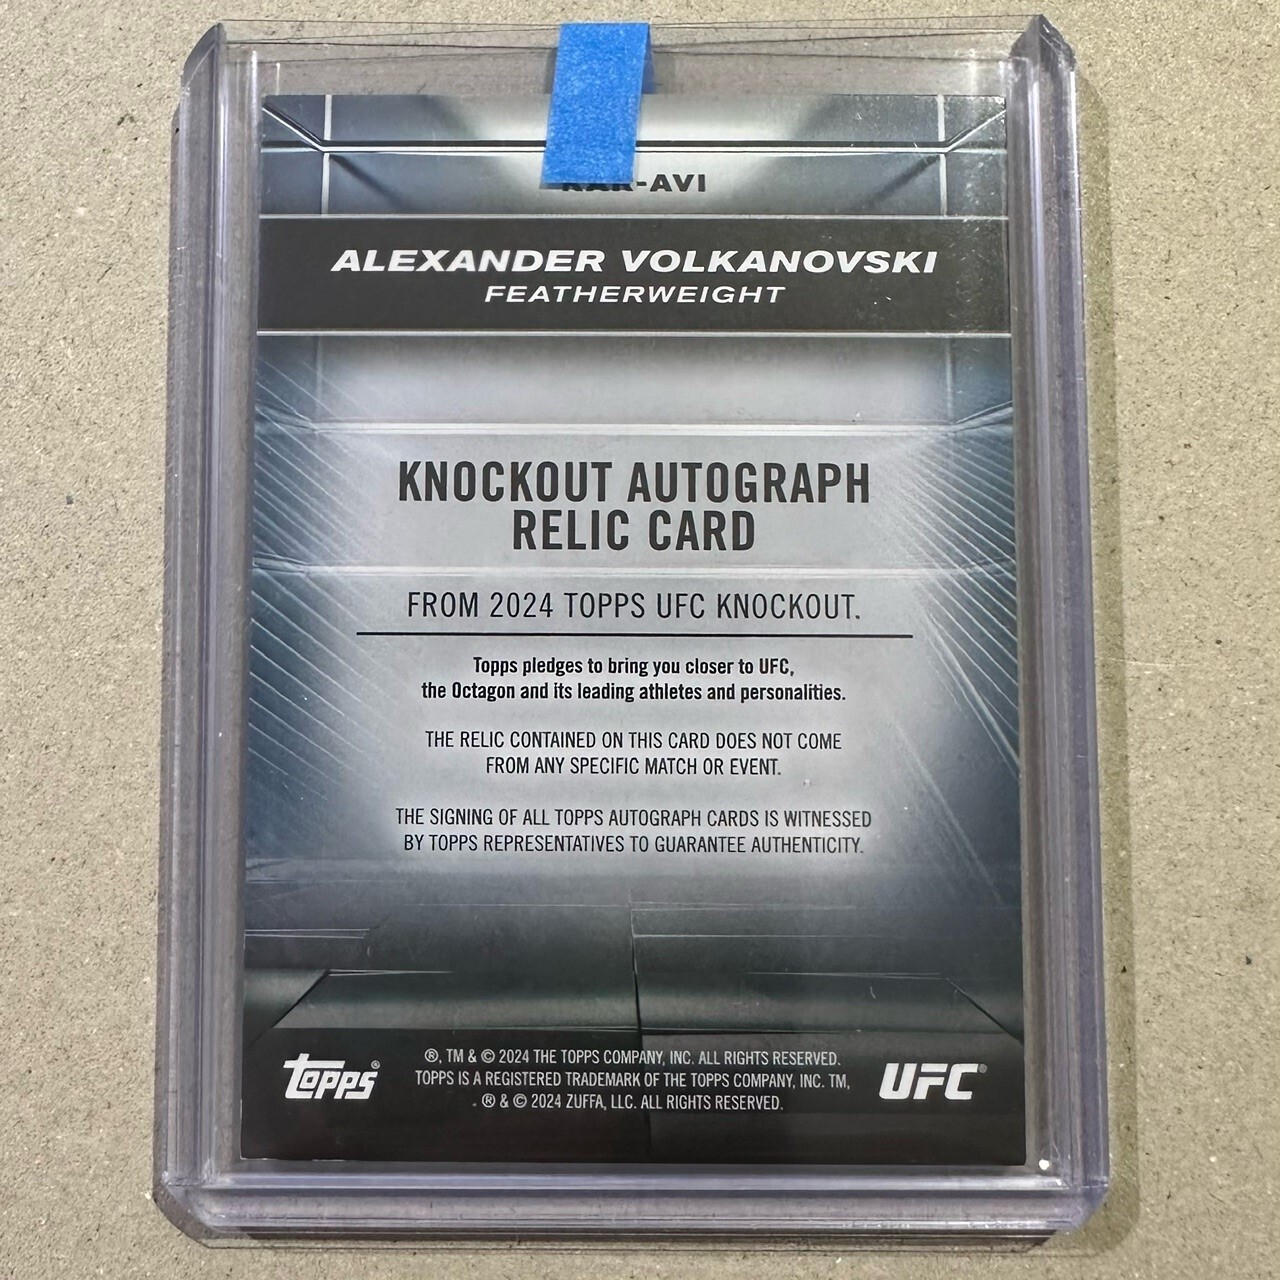 -AVI
ALEXANDER VOLKANOVSKI
FEATHERWEIGHT
KNOCKOUT AUTOGRAPH
RELIC CARD
FROM 2024 TOPPS UFC KNOCKOUT.
Topps pledges to bring you closer to UFC,
the Octagon and its leading athletes and personalities.
THE RELIC CONTAINED ON THIS CARD DOES NOT COME
FROM ANY SPECIFIC MATCH OR EVENT.
THE SIGNING OF ALL TOPPS AUTOGRAPH CARDS IS WITNESSED
BY TOPPS REPRESENTATIVES TO GUARANTEE AUTHENTICITY.
topps®
®, TM & © 2024 THE TOPPS COMPANY, INC. ALL RIGHTS RESERVED.
TOPPS IS A REGISTERED TRADEMARK OF THE TOPPS COMPANY, INC. TM,
® & © 2024 ZUFFA, LLC. ALL RIGHTS RESERVED.
UFC®